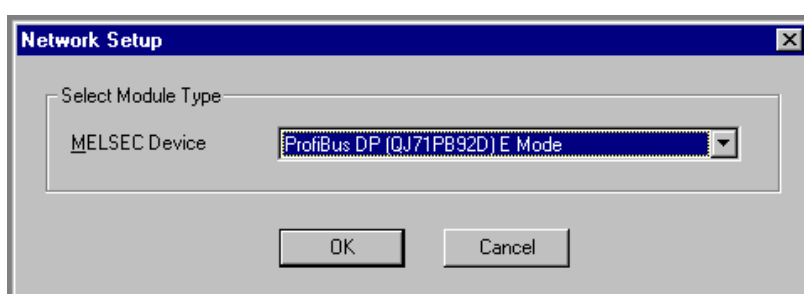 Network Setup
Select Module Type
MELSEC Device ProfiBus DP (QJ71PB92D) E Mode
OK Cancel